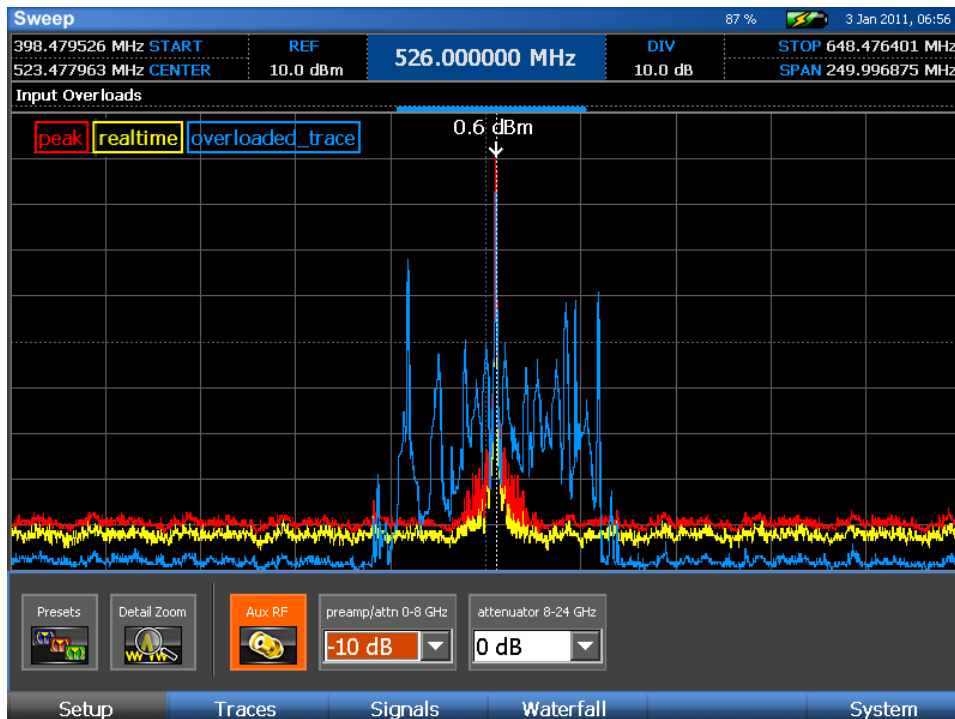 Sweep 87 % 3 Jan 2011, 06:56
398.479526 MHz START REF 526.000000 MHz DIV STOP 648.476401 MHz
523.477963 MHz CENTER 10.0 dBm 10.0 dB SPAN 249.996875 MHz
Input Overloads
0.6 dBm
peak realtime overloaded_trace
Presets Detail Zoom Aux RF preamp/attn 0-8 GHz attenuator 8-24 GHz
-10 dB 0 dB
Setup Traces Signals Waterfall System